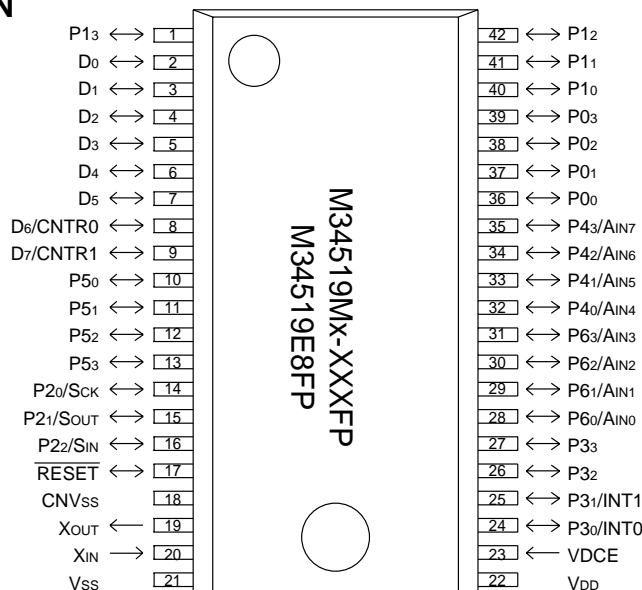 N
P13 1 42 P12
D0 2 41 P11
D1 3 40 P10
D2 4 39 P03
D3 5 38 P02
D4 6 37 P01
D5 7 36 P00
D6/CNTR0 8 35 P43/AIN7
D7/CNTR1 9 34 P42/AIN6
P50 10 33 P41/AIN5
P51 11 32 P40/AIN4
P52 12 31 P63/AIN3
P53 13 30 P62/AIN2
P20/SCK 14 29 P61/AIN1
P21/SOUT 15 28 P60/AIN0
P22/SIN 16 27 P33
RESET 17 26 P32
CNVSS 18 25 P31/INT1
XOUT 19 24 P30/INT0
XIN 20 23 VDCE
VSS 21 22 VDD
M34519Mx-XXXFP
M34519E8FP